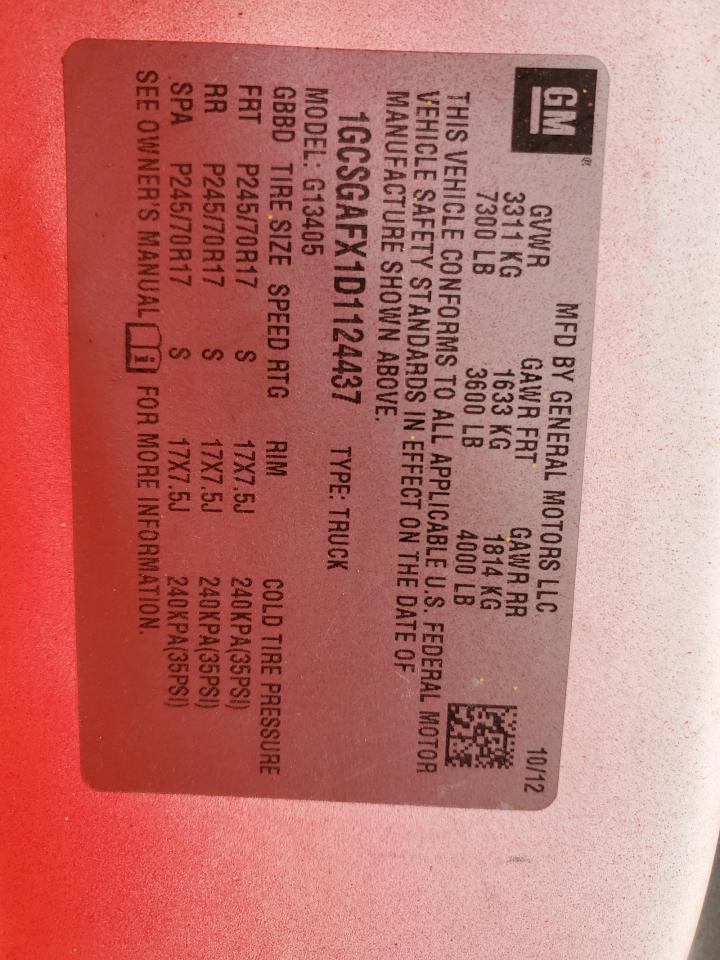 GM®
MFD BY GENERAL MOTORS LLC 10/12
GVWR GAWR FRT GAWR RR
3311 KG 1633 KG 1814 KG
7300 LB 3600 LB 4000 LB
THIS VEHICLE CONFORMS TO ALL APPLICABLE U.S. FEDERAL MOTOR
VEHICLE SAFETY STANDARDS IN EFFECT ON THE DATE OF
MANUFACTURE SHOWN ABOVE.
1GCSGAFX1D1124437 TYPE: TRUCK
MODEL: G13405
GBBD TIRE SIZE SPEED RTG RIM COLD TIRE PRESSURE
FRT P245/70R17 S 17X7.5J 240KPA(35PSI)
RR P245/70R17 S 17X7.5J 240KPA(35PSI)
SPA P245/70R17 S 17X7.5J 240KPA(35PSI)
SEE OWNER'S MANUAL i FOR MORE INFORMATION.